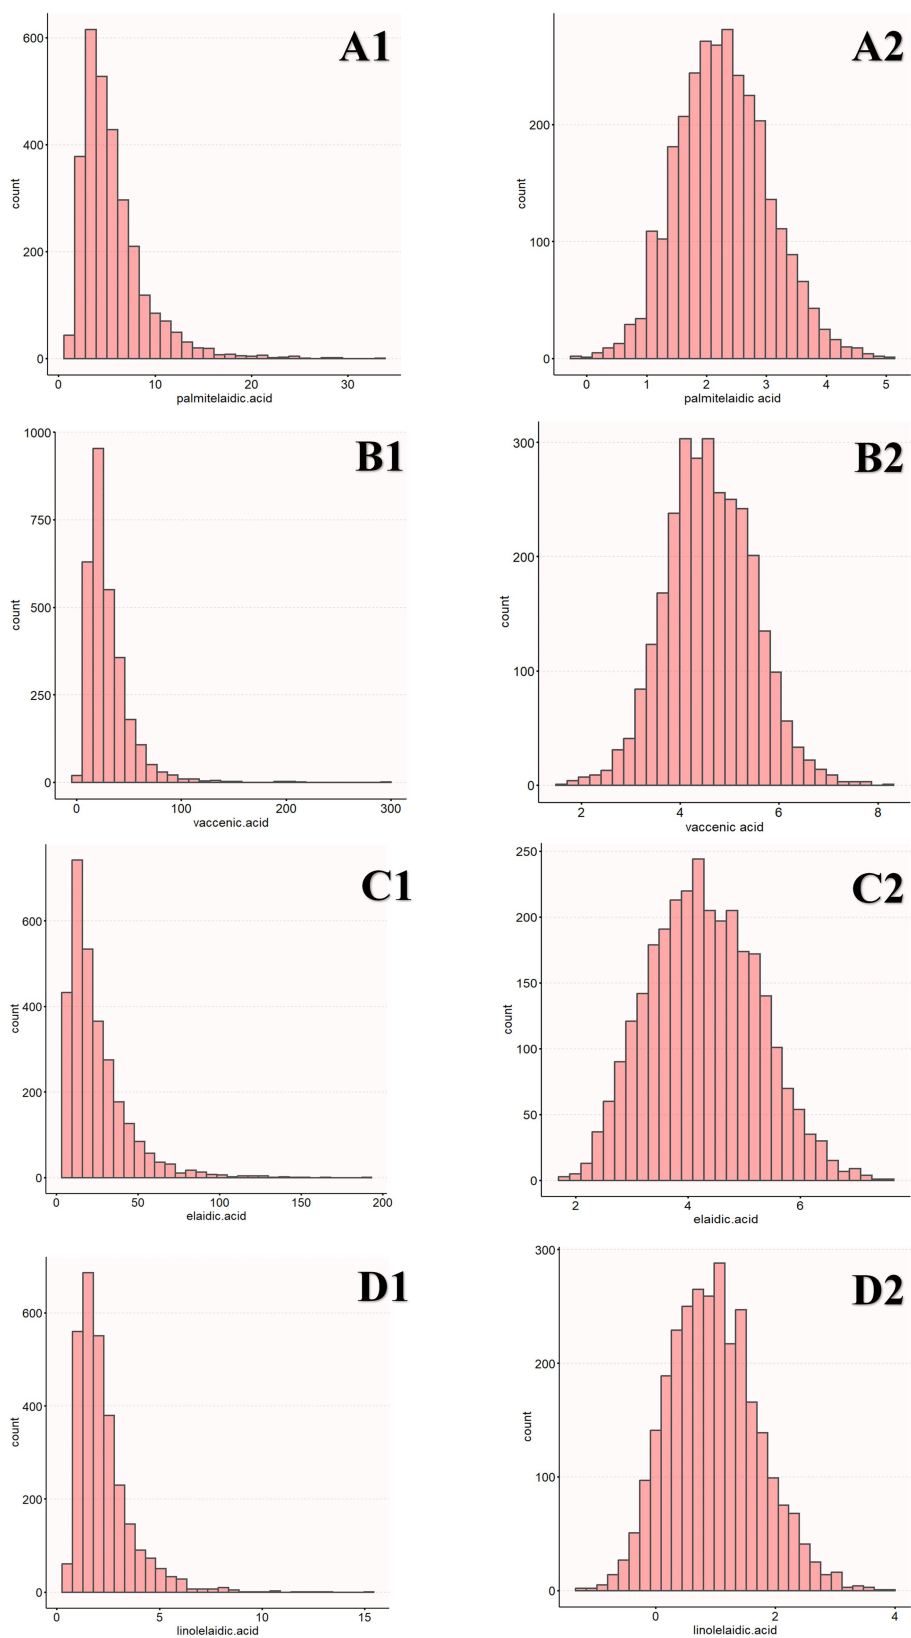 A1
600
400
200
0
count
0 10 20 30
palmitelaidic.acid
A2
200
100
0
count
0 1 2 3 4 5
palmitelaidic acid
B1
1000
750
500
250
0
count
0 100 200 300
vaccenic.acid
B2
300
200
100
0
count
2 4 6 8
vaccenic acid
C1
600
400
200
0
count
0 50 100 150 200
elaidic.acid
C2
250
200
150
100
50
0
count
2 4 6
elaidic.acid
D1
600
400
200
0
count
0 5 10 15
linolelaidic.acid
D2
300
200
100
0
count
0 2 4
linolelaidic.acid